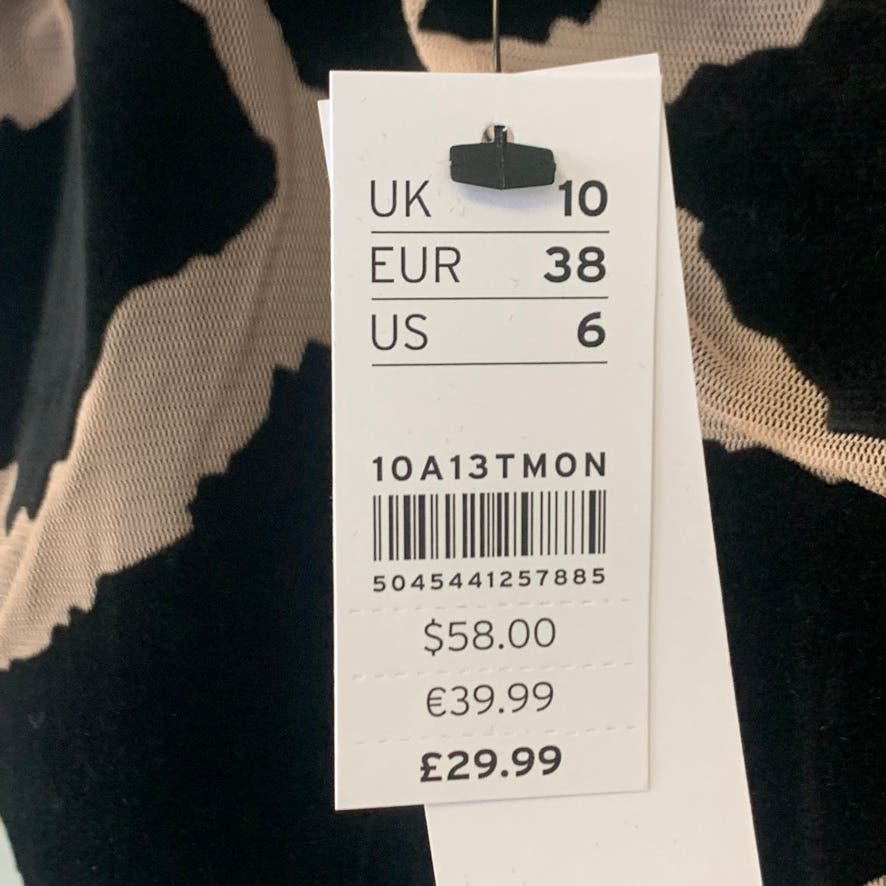 UK 10
EUR 38
US 6
10A13TMON
5045441257885
$58.00
€39.99
£29.99